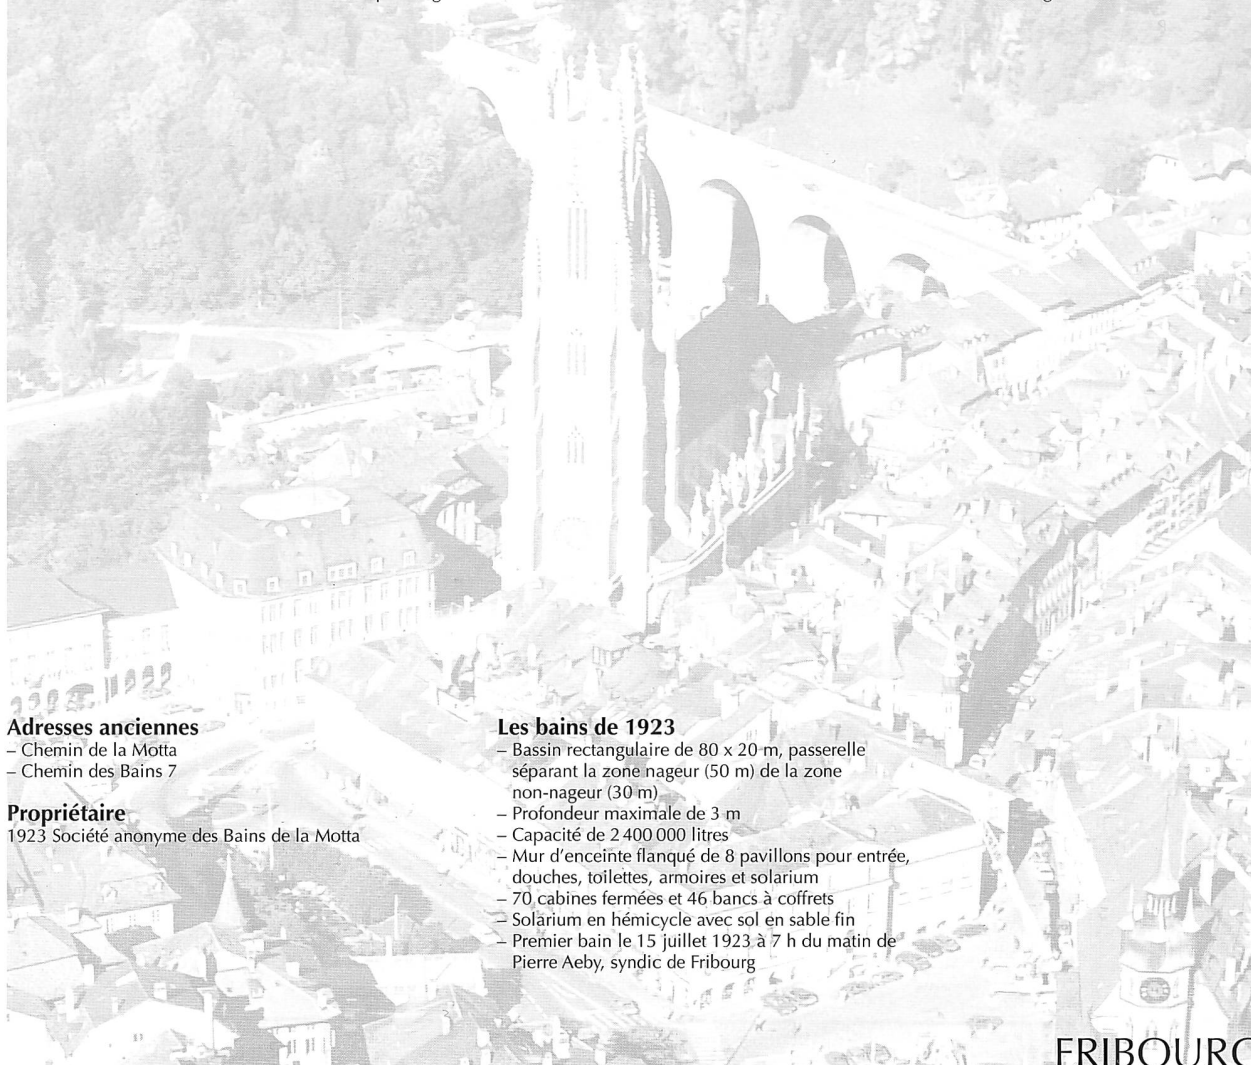 Adresses anciennes
– Chemin de la Motta
– Chemin des Bains 7
Propriétaire
1923 Société anonyme des Bains de la Motta
Les bains de 1923
– Bassin rectangulaire de 80 x 20 m, passerelle
séparant la zone nageur (50 m) de la zone
non-nageur (30 m)
– Profondeur maximale de 3 m
– Capacité de 2 400 000 litres
– Mur d’enceinte flanqué de 8 pavillons pour entrée,
douches, toilettes, armoires et solarium
– 70 cabines fermées et 46 bancs à coffrets
– Solarium en hémicycle avec sol en sable fin
– Premier bain le 15 juillet 1923 à 7 h du matin de
Pierre Aeby, syndic de Fribourg
FRIBOURG